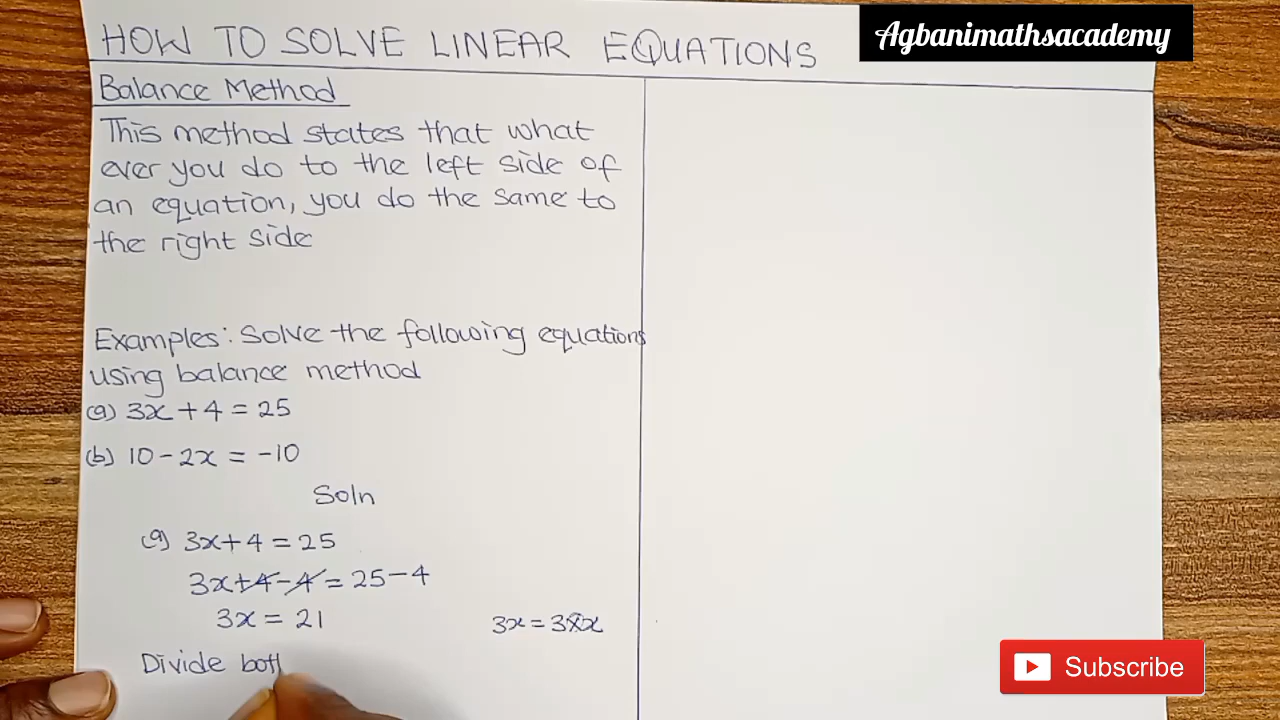 HOW TO SOLVE LINEAR EQUATIONS
Agbanimathsacademy
Balance Method
This method states that what
ever you do to the left side of
an equation, you do the same to
the right side
Examples: Solve the following equations
using balance method
(a) 3x + 4 = 25
(b) 10 - 2x = -10
Soln
(a) 3x + 4 = 25
3x + 4 - 4 = 25 - 4
3x = 21
3x = 3×x
Divide both
Subscribe